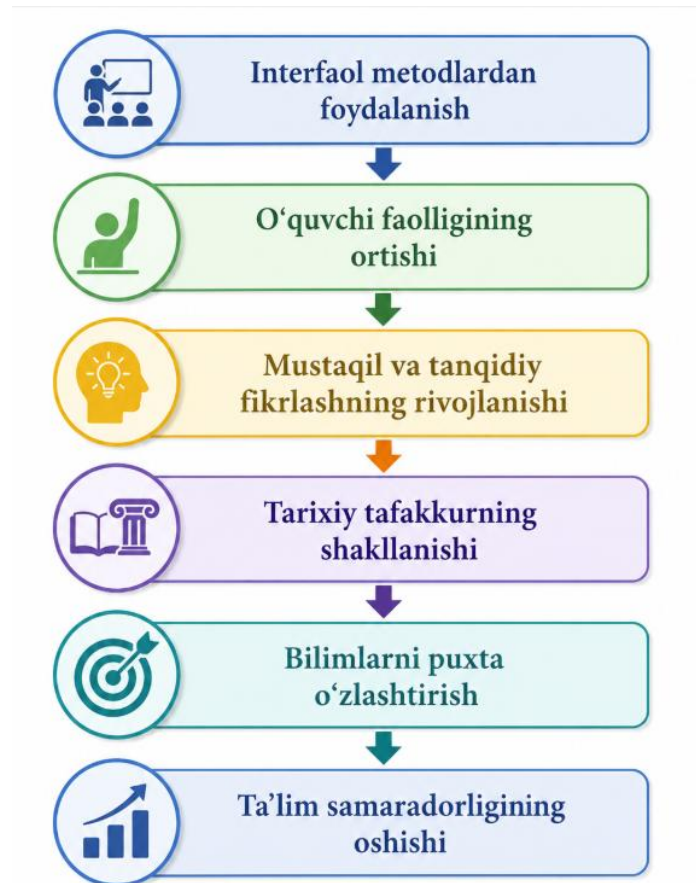 Interfaol metodlardan
foydalanish
O‘quvchi faolligining
ortishi
Mustaqil va tanqidiy
fikrlashning rivojlanishi
Tarixiy tafakkurning
shakllanishi
Bilimlarni puxta
o‘zlashtirish
Ta’lim samaradorligining
oshishi